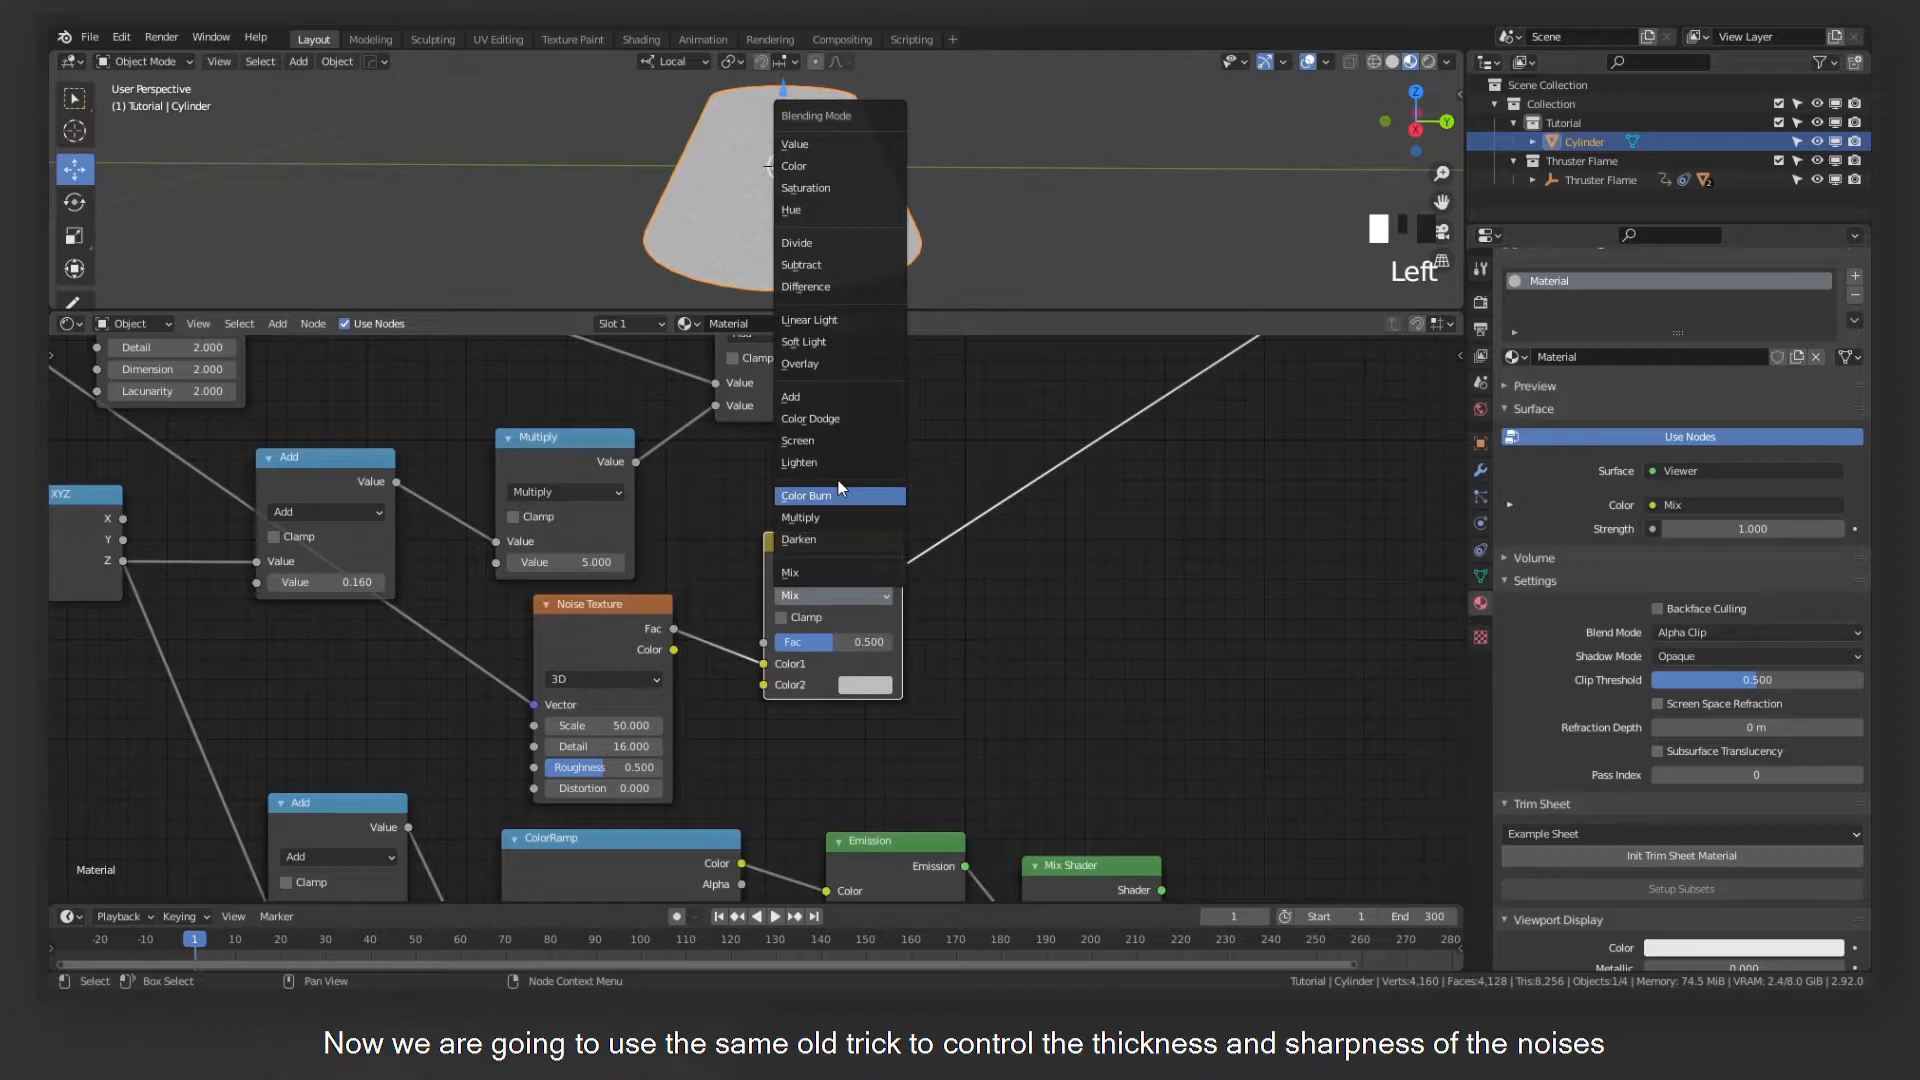 File Edit Render Window Help Layout Modeling Sculpting UV Editing Texture Paint Shading Animation Rendering Compositing Scripting + Scene View Layer
Object Mode View Select Add Object Local
User Perspective
(1) Tutorial | Cylinder
Left
Scene Collection
Collection
Tutorial
Cylinder
Thruster Flame
Thruster Flame 2
Z
Y
X
Blending Mode
Value
Color
Saturation
Hue
Divide
Subtract
Difference
Linear Light
Soft Light
Overlay
Add
Color Dodge
Screen
Lighten
Color Burn
Multiply
Darken
Mix
Mix
Clamp
Fac 0.500
Color1
Color2
Object View Select Add Node Use Nodes Slot 1 Material
Detail 2.000
Dimension 2.000
Lacunarity 2.000
Clamp
Value
Value
XYZ
X
Y
Z
Add
Value
Add
Clamp
Value
Value 0.160
Multiply
Value
Multiply
Clamp
Value
Value 5.000
Noise Texture
Fac
Color
3D
Vector
Scale 50.000
Detail 16.000
Roughness 0.500
Distortion 0.000
Add
Value
Add
Clamp
ColorRamp
Color
Alpha
Emission
Emission
Color
Mix Shader
Shader
Material
Material
Material
Preview
Surface
Use Nodes
Surface Viewer
Color Mix
Strength 1.000
Volume
Settings
Backface Culling
Blend Mode Alpha Clip
Shadow Mode Opaque
Clip Threshold 0.500
Screen Space Refraction
Refraction Depth 0 m
Subsurface Translucency
Pass Index 0
Trim Sheet
Example Sheet
Init Trim Sheet Material
Setup Subsets
Viewport Display
Color
Metallic 0.000
Playback Keying View Marker 1 Start 1 End 300
-20 -10 1 10 20 30 40 50 60 70 80 90 100 110 120 130 140 150 160 170 180 190 200 210 220 230 240 250 260 270 280
Select Box Select Pan View Node Context Menu Tutorial | Cylinder | Verts:4,160 | Faces:4,128 | Tris:8,256 | Objects:1/4 | Memory: 74.5 MiB | VRAM: 2.4/8.0 GiB | 2.92.0
Now we are going to use the same old trick to control the thickness and sharpness of the noises